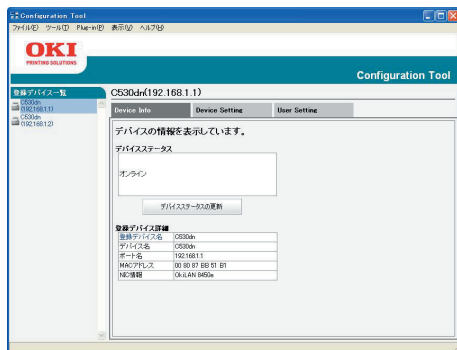 Configuration Tool
ファイル(F) ツール(T) Plug-in(P) 表示(V) ヘルプ(H)
OKI
PRINTING SOLUTIONS
Configuration Tool
登録デバイス一覧
C530dn
(192.168.1.1)
C530dn
(192.168.1.2)
C530dn(192.168.1.1)
Device Info Device Setting User Setting
デバイスの情報を表示しています。
デバイスステータス
オンライン
デバイスステータスの更新
登録デバイス詳細
登録デバイス名 C530dn
デバイス名 C530dn
ポート名 192.168.1.1
MACアドレス 00 80 87 BB 51 B1
NIC情報 OkiLAN 8450e